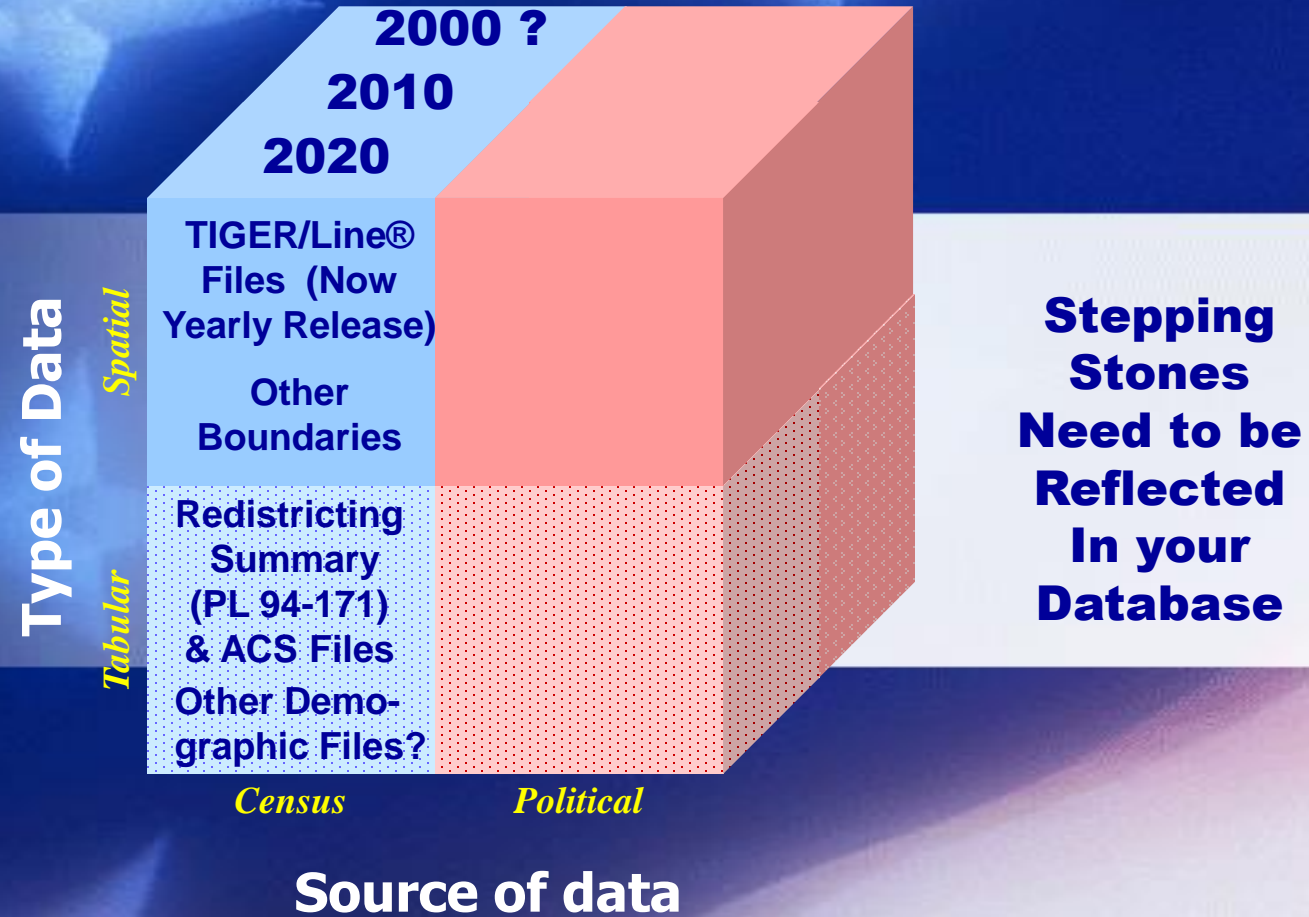 2000 ?
2010
2020
Type of Data
Spatial
TIGER/Line®
Files (Now
Yearly Release)
Other
Boundaries
Tabular
Redistricting
Summary
(PL 94-171)
& ACS Files
Other Demo-
graphic Files?
Census
Political
Source of data
Stepping
Stones
Need to be
Reflected
In your
Database